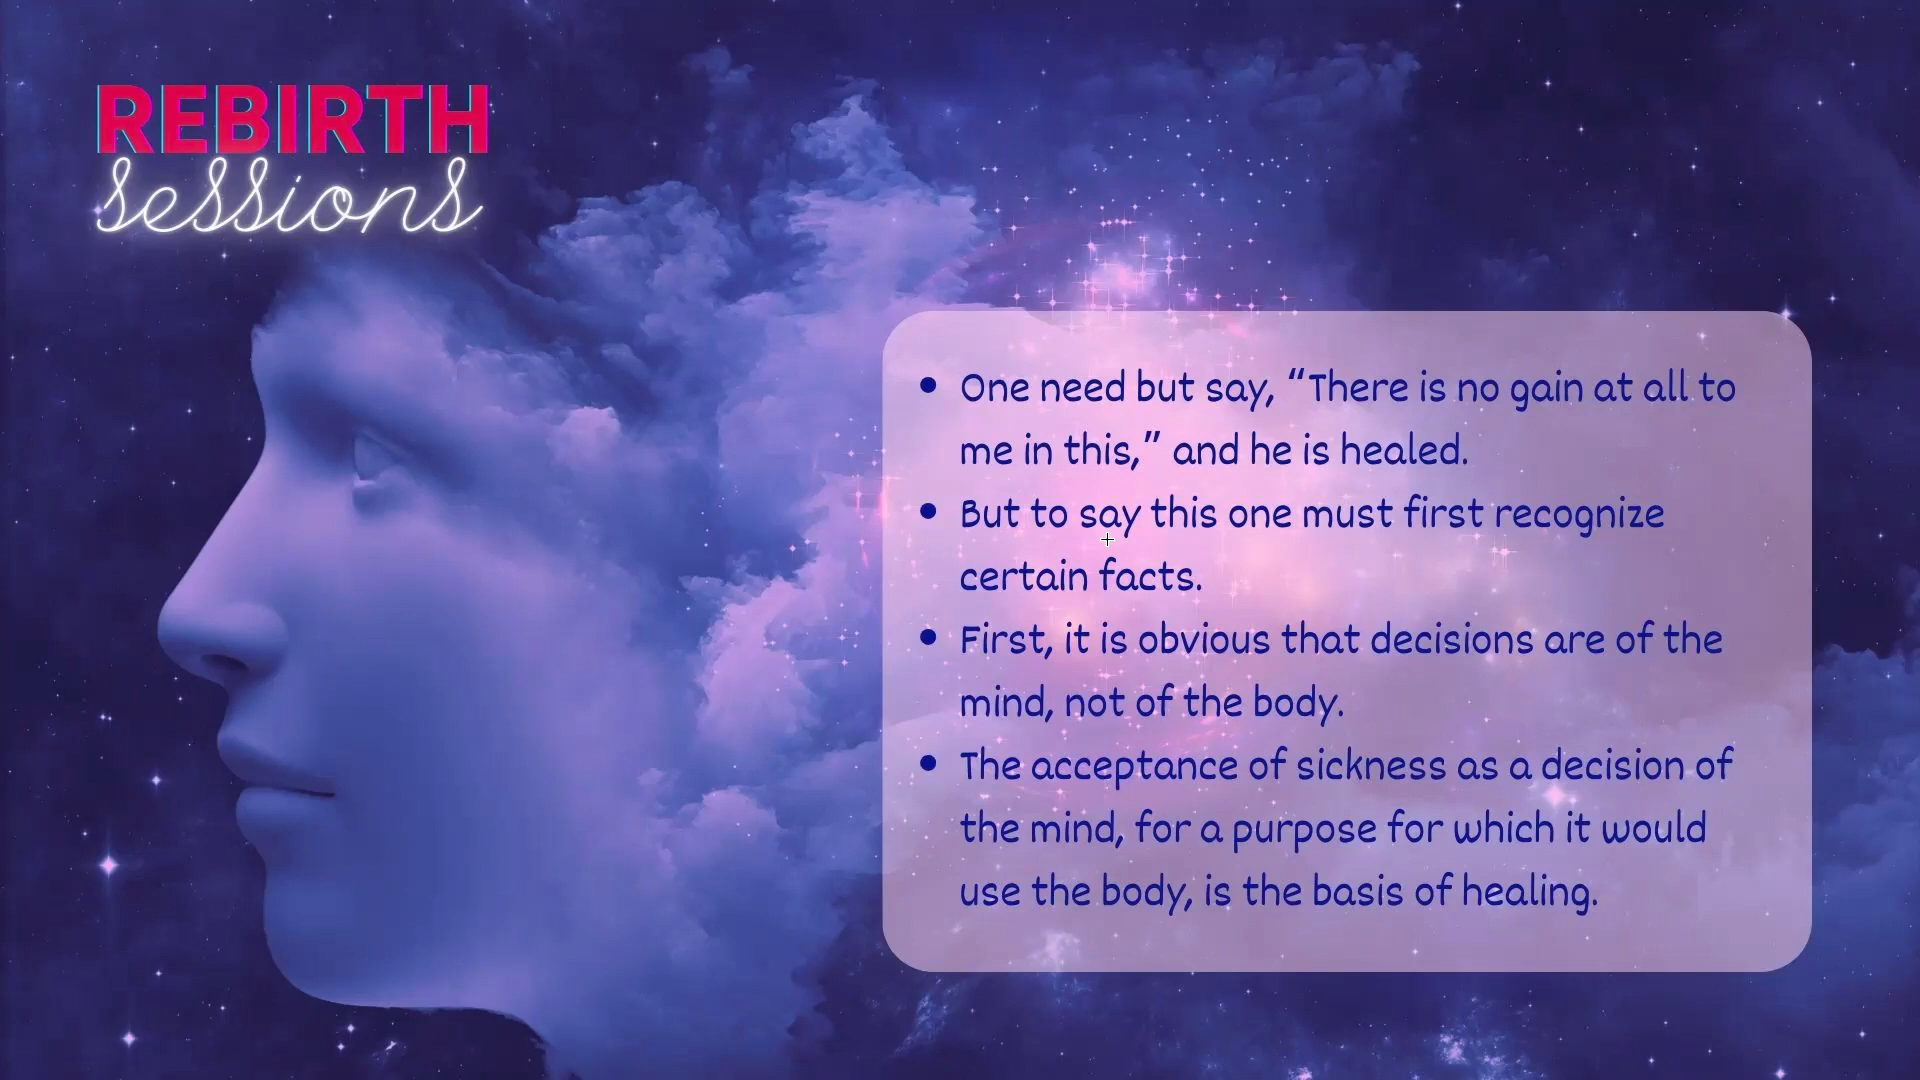 REBIRTH
sessions
• One need but say, “There is no gain at all to
me in this,” and he is healed.
• But to say this one must first recognize
certain facts.
• First, it is obvious that decisions are of the
mind, not of the body.
• The acceptance of sickness as a decision of
the mind, for a purpose for which it would
use the body, is the basis of healing.